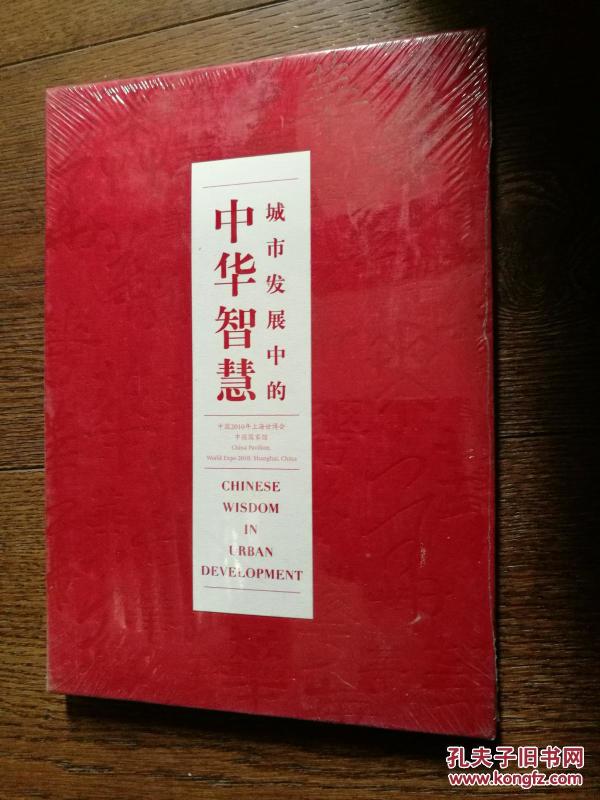 城市发展中的
中华智慧
中国2010年上海世博会
中国国家馆
China Pavilion,
World Expo 2010, Shanghai, China
CHINESE
WISDOM
IN
URBAN
DEVELOPMENT
孔夫子旧书网
www.kongfz.com